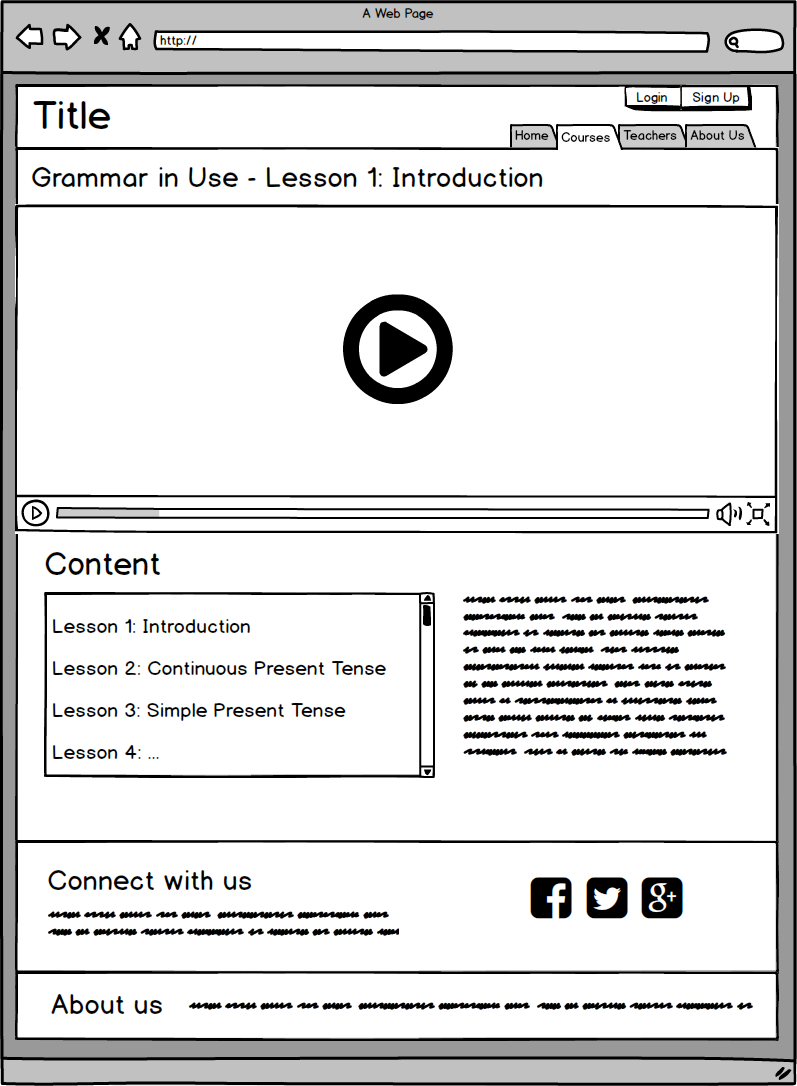 A Web Page
http://
Login Sign Up
Title
Home Courses Teachers About Us
Grammar in Use - Lesson 1: Introduction
Content
Lesson 1: Introduction
Lesson 2: Continuous Present Tense
Lesson 3: Simple Present Tense
Lesson 4: ...
Connect with us
About us